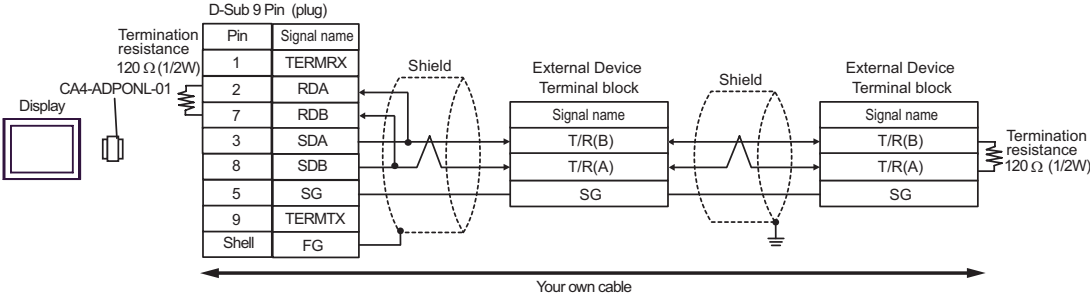 D-Sub 9 Pin (plug)
Termination
resistance
120 Ω (1/2W)
CA4-ADPONL-01
Display
Pin Signal name
1 TERMRX
2 RDA
7 RDB
3 SDA
8 SDB
5 SG
9 TERMTX
Shell FG
Shield
External Device
Terminal block
Signal name
T/R(B)
T/R(A)
SG
Shield
External Device
Terminal block
Signal name
T/R(B)
T/R(A)
SG
Termination
resistance
120 Ω (1/2W)
Your own cable